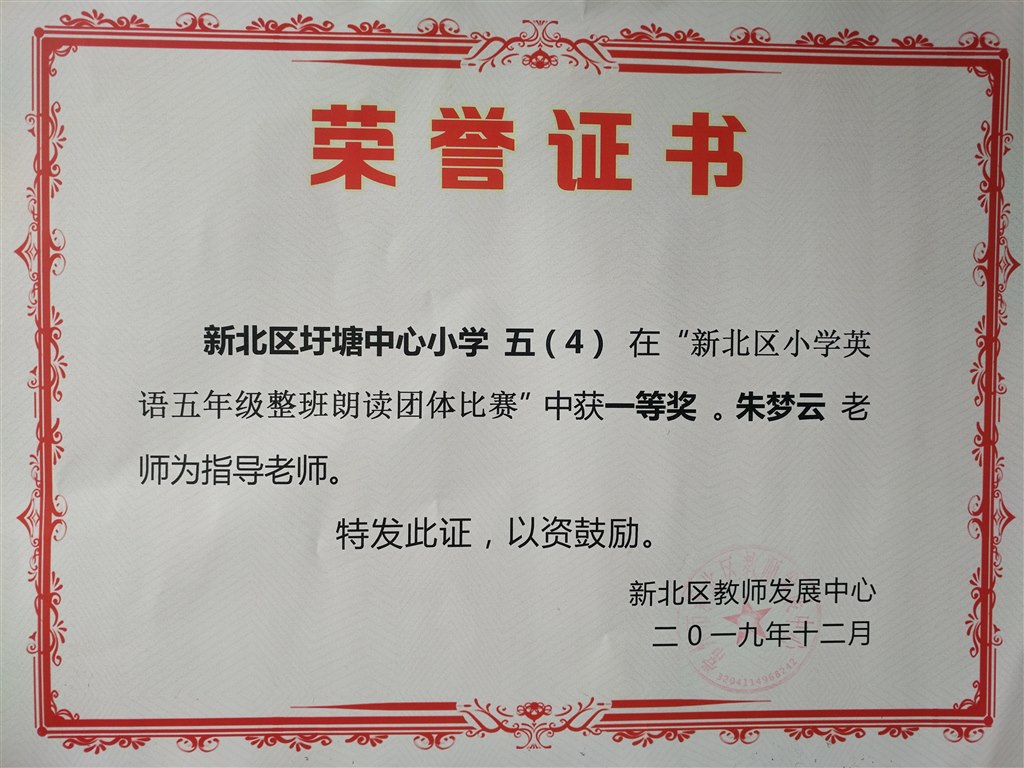 荣誉证书
新北区圩塘中心小学 五（4） 在“新北区小学英
语五年级整班朗读团体比赛”中获一等奖 。朱梦云 老
师为指导老师。
特发此证，以资鼓励。
新北区教师发展中心
二0一九年十二月
3204114968242